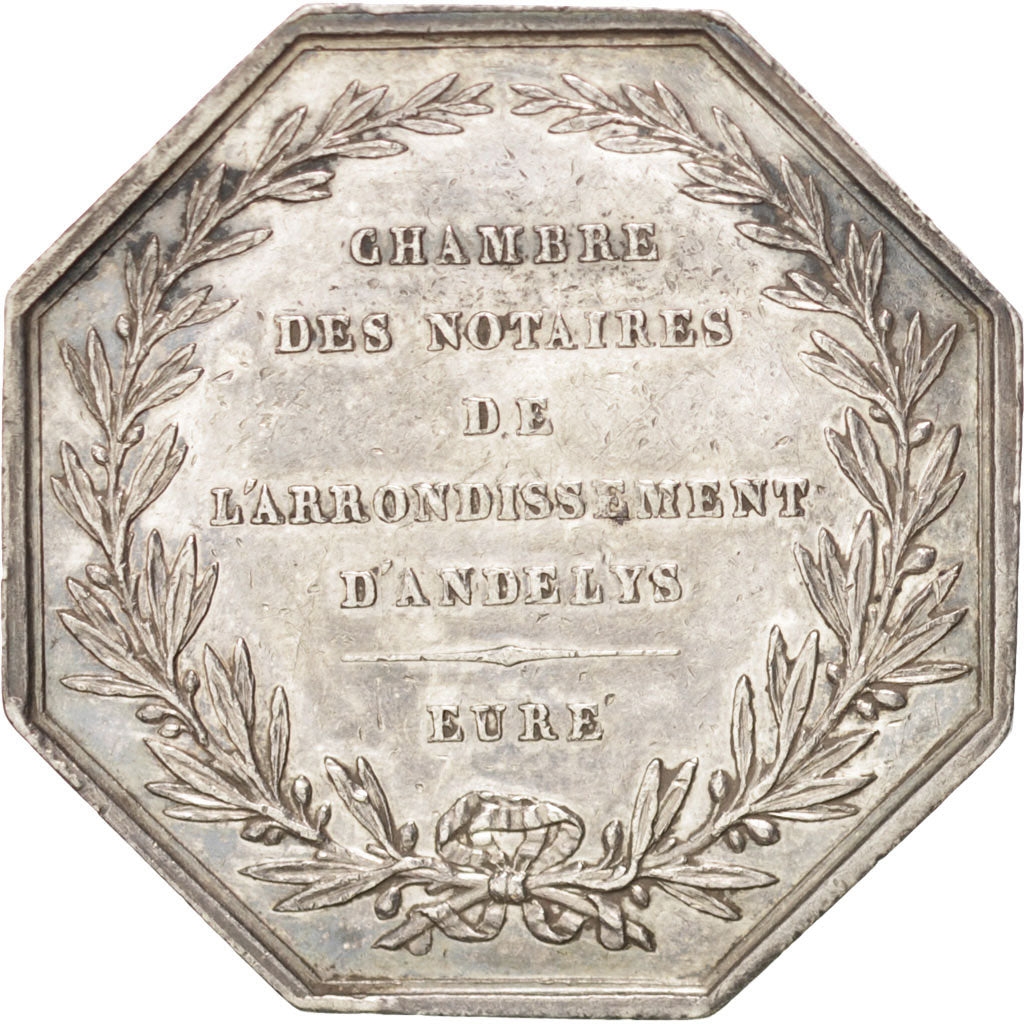 CHAMBRE
DES NOTAIRES
DE
L'ARRONDISSEMENT
D'ANDELYS
EURE